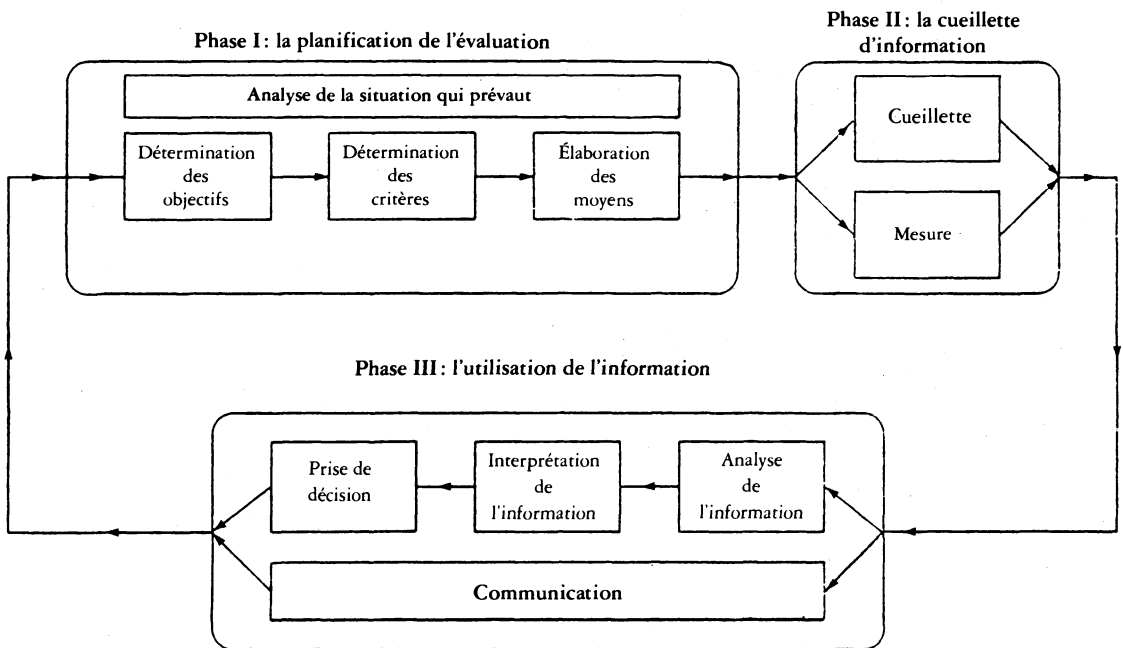 Phase I : la planification de l'évaluation
Analyse de la situation qui prévaut
Détermination
des
objectifs
Détermination
des
critères
Élaboration
des
moyens
Phase II : la cueillette
d'information
Cueillette
Mesure
Phase III : l'utilisation de l'information
Prise de
décision
Interprétation
de
l'information
Analyse
de
l'information
Communication